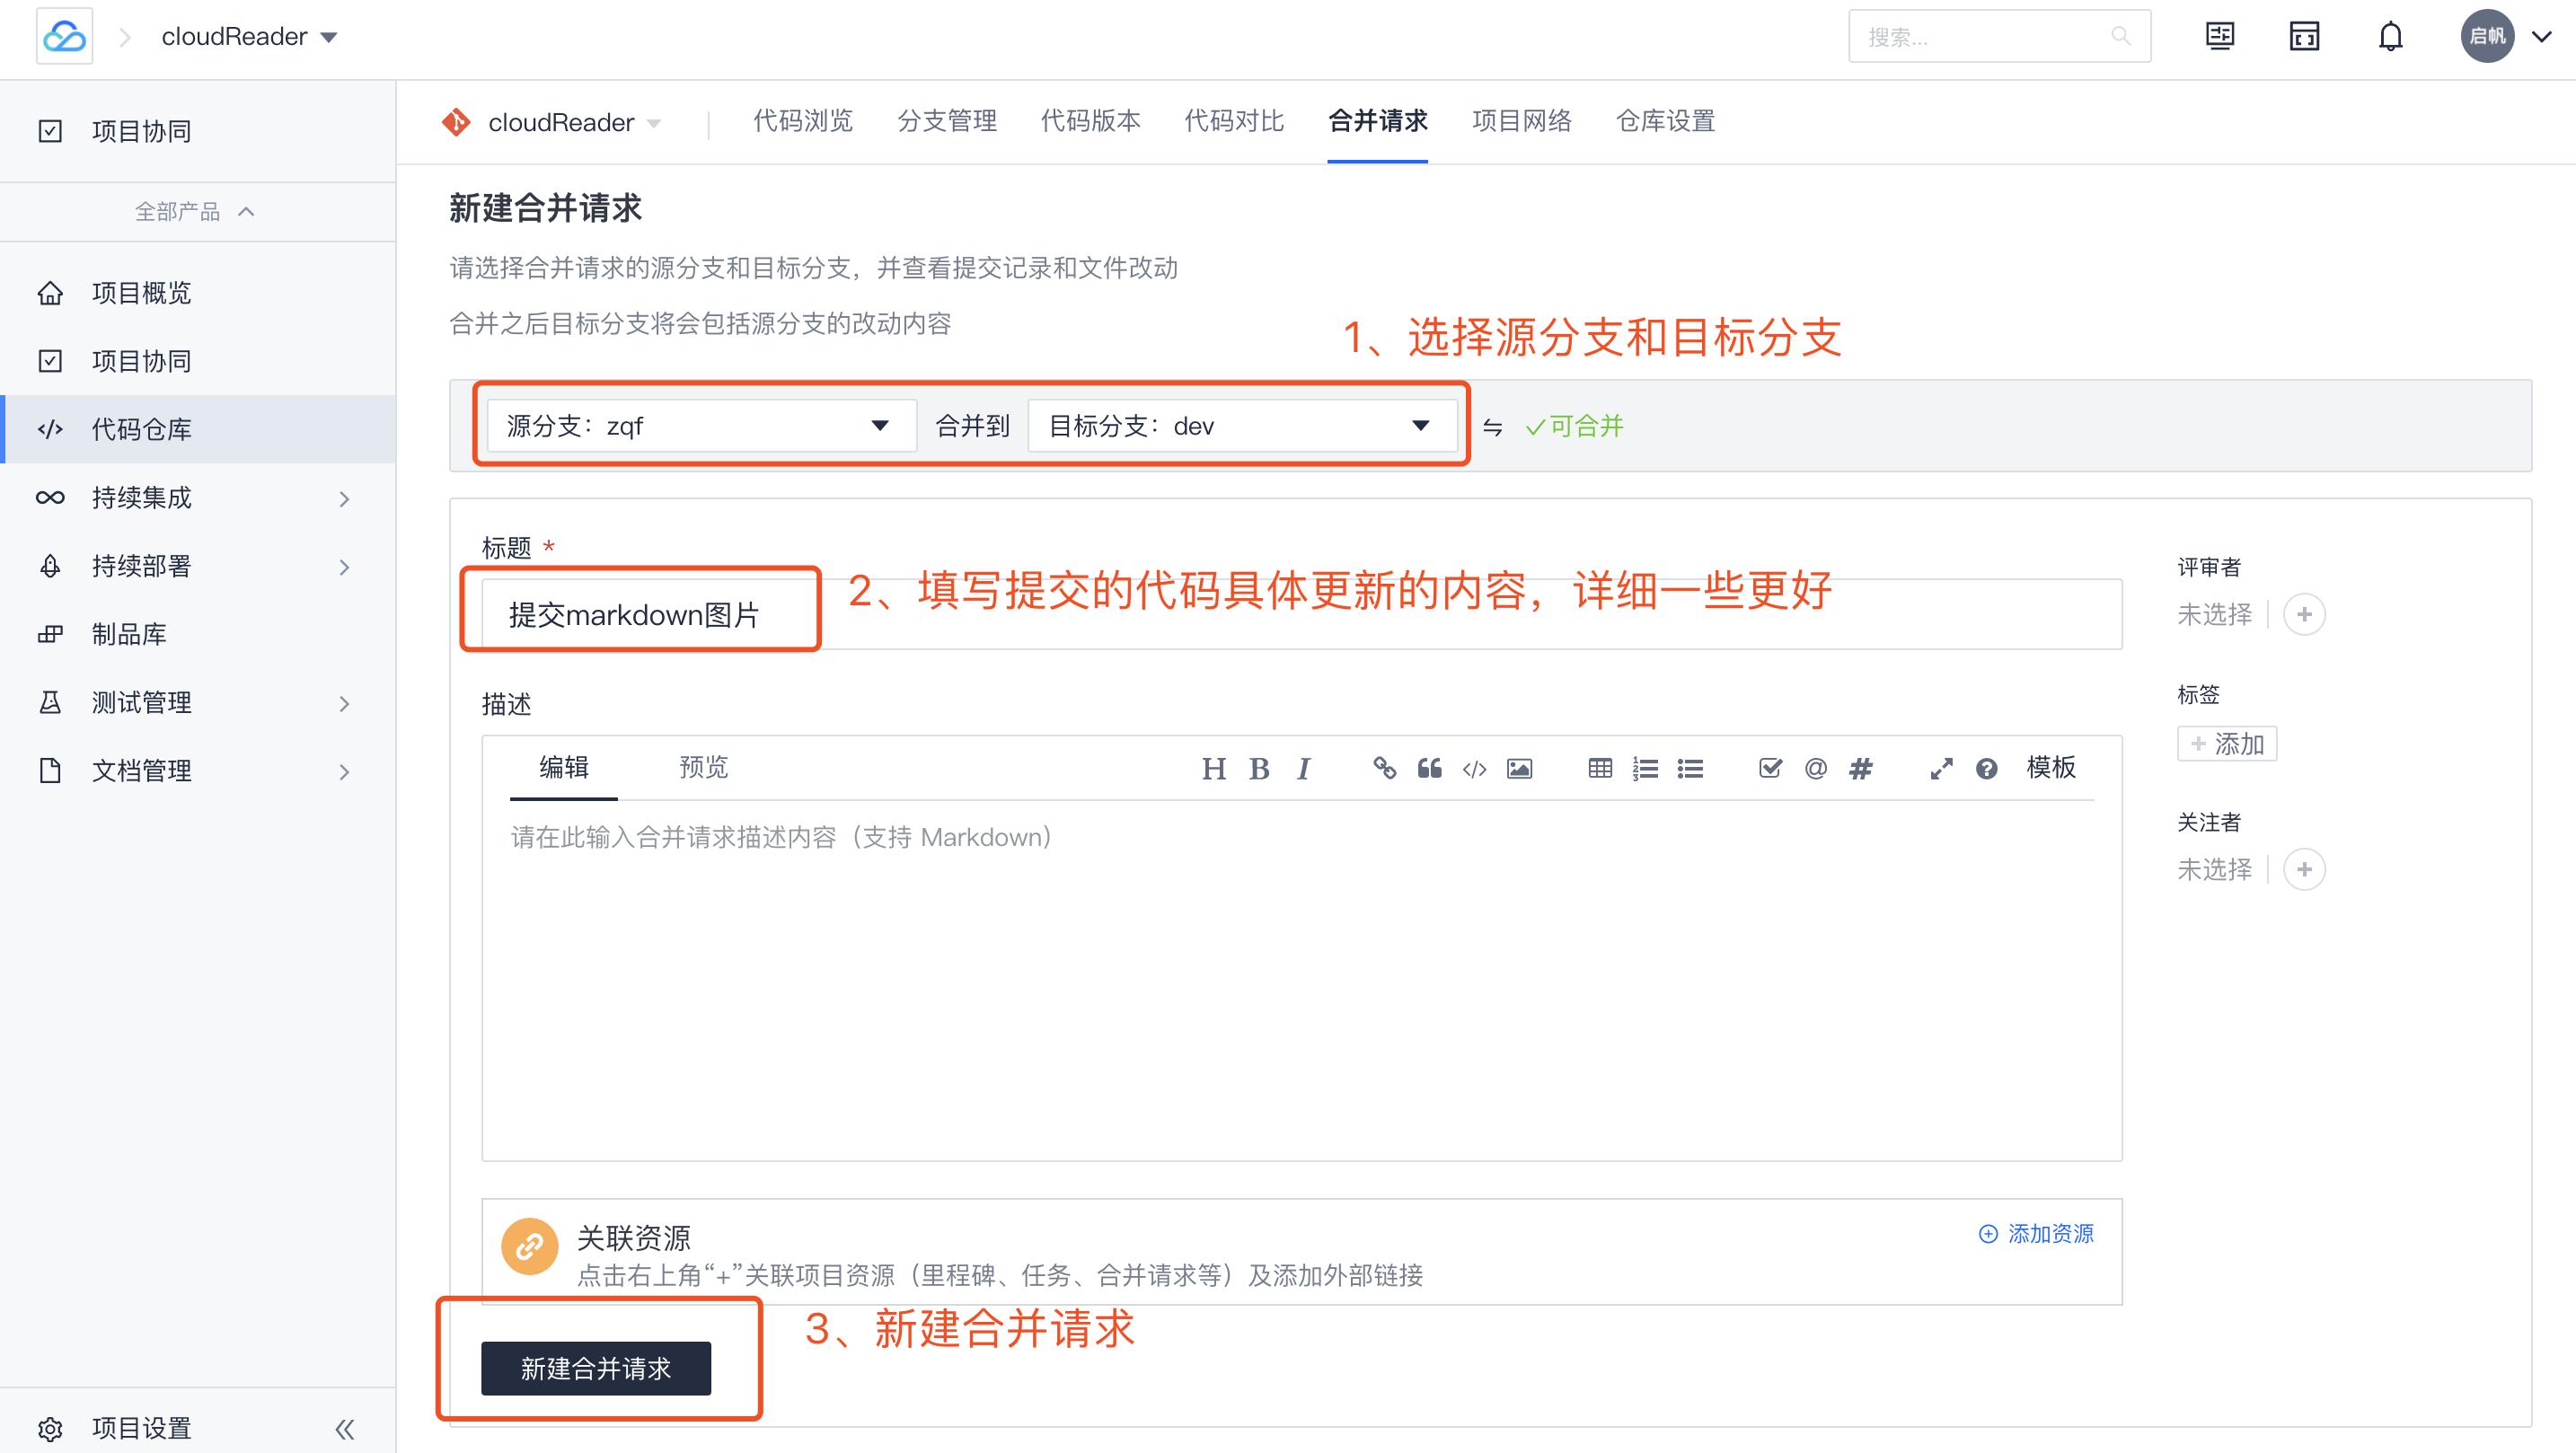 cloudReader
搜索...
启帆
项目协同
全部产品
项目概览
项目协同
代码仓库
持续集成
持续部署
制品库
测试管理
文档管理
项目设置
cloudReader 代码浏览 分支管理 代码版本 代码对比 合并请求 项目网络 仓库设置
新建合并请求
请选择合并请求的源分支和目标分支，并查看提交记录和文件改动
合并之后目标分支将会包括源分支的改动内容
1、选择源分支和目标分支
源分支：zqf 合并到 目标分支：dev 可合并
标题 *
2、填写提交的代码具体更新的内容，详细一些更好
提交markdown图片
描述
编辑 预览 H B I 模板
请在此输入合并请求描述内容（支持 Markdown）
关联资源
添加资源
点击右上角“+”关联项目资源（里程碑、任务、合并请求等）及添加外部链接
3、新建合并请求
新建合并请求
评审者
未选择
标签
+ 添加
关注者
未选择